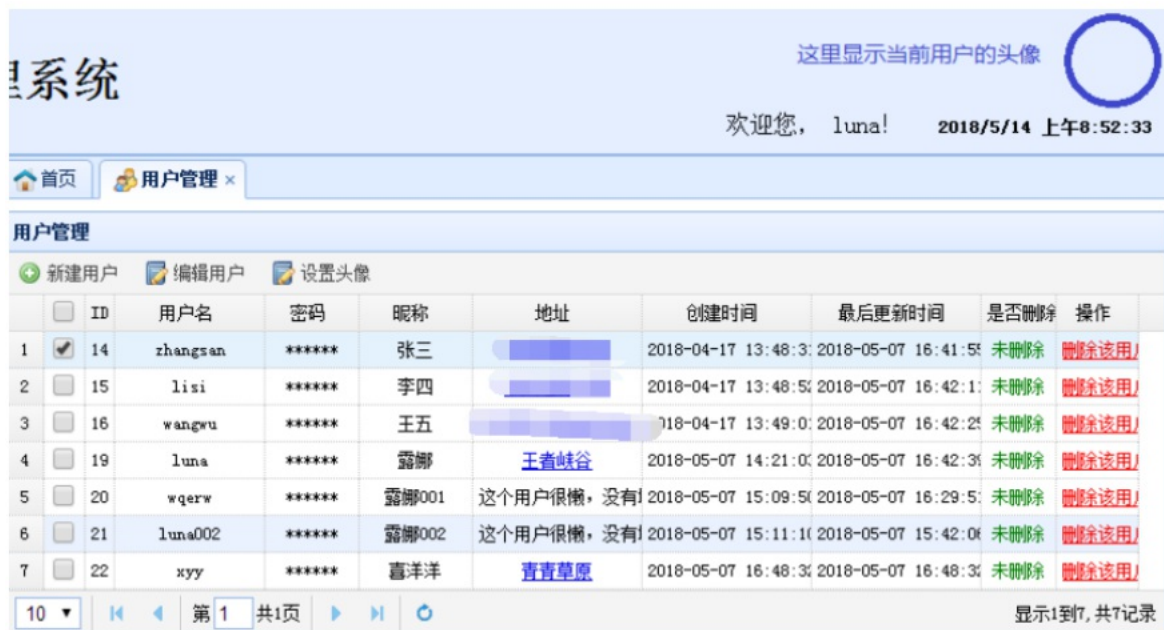 这里显示当前用户的头像
理系统
欢迎您， luna! 2018/5/14 上午8:52:33
首页 用户管理 ×
用户管理
新建用户 编辑用户 设置头像
ID 用户名 密码 昵称 地址 创建时间 最后更新时间 是否删除 操作
1 14 zhangsan ****** 张三 2018-04-17 13:48:3 2018-05-07 16:41:55 未删除 删除该用
2 15 lisi ****** 李四 2018-04-17 13:48:52 2018-05-07 16:42:1 未删除 删除该用
3 16 wangwu ****** 王五 018-04-17 13:49:0 2018-05-07 16:42:25 未删除 删除该用
4 19 luna ****** 露娜 王者峡谷 2018-05-07 14:21:0 2018-05-07 16:42:39 未删除 删除该用
5 20 wqerw ****** 露娜001 这个用户很懒，没有 2018-05-07 15:09:50 2018-05-07 16:29:5 未删除 删除该用
6 21 luna002 ****** 露娜002 这个用户很懒，没有 2018-05-07 15:11:10 2018-05-07 15:42:06 未删除 删除该用
7 22 xyy ****** 喜洋洋 青青草原 2018-05-07 16:48:32 2018-05-07 16:48:32 未删除 删除该用
10 第 1 共1页 显示1到7,共7记录